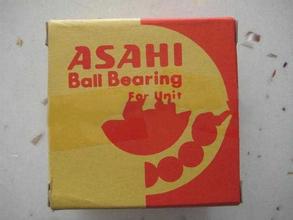 ASAHI
Ball Bearing
For Unit